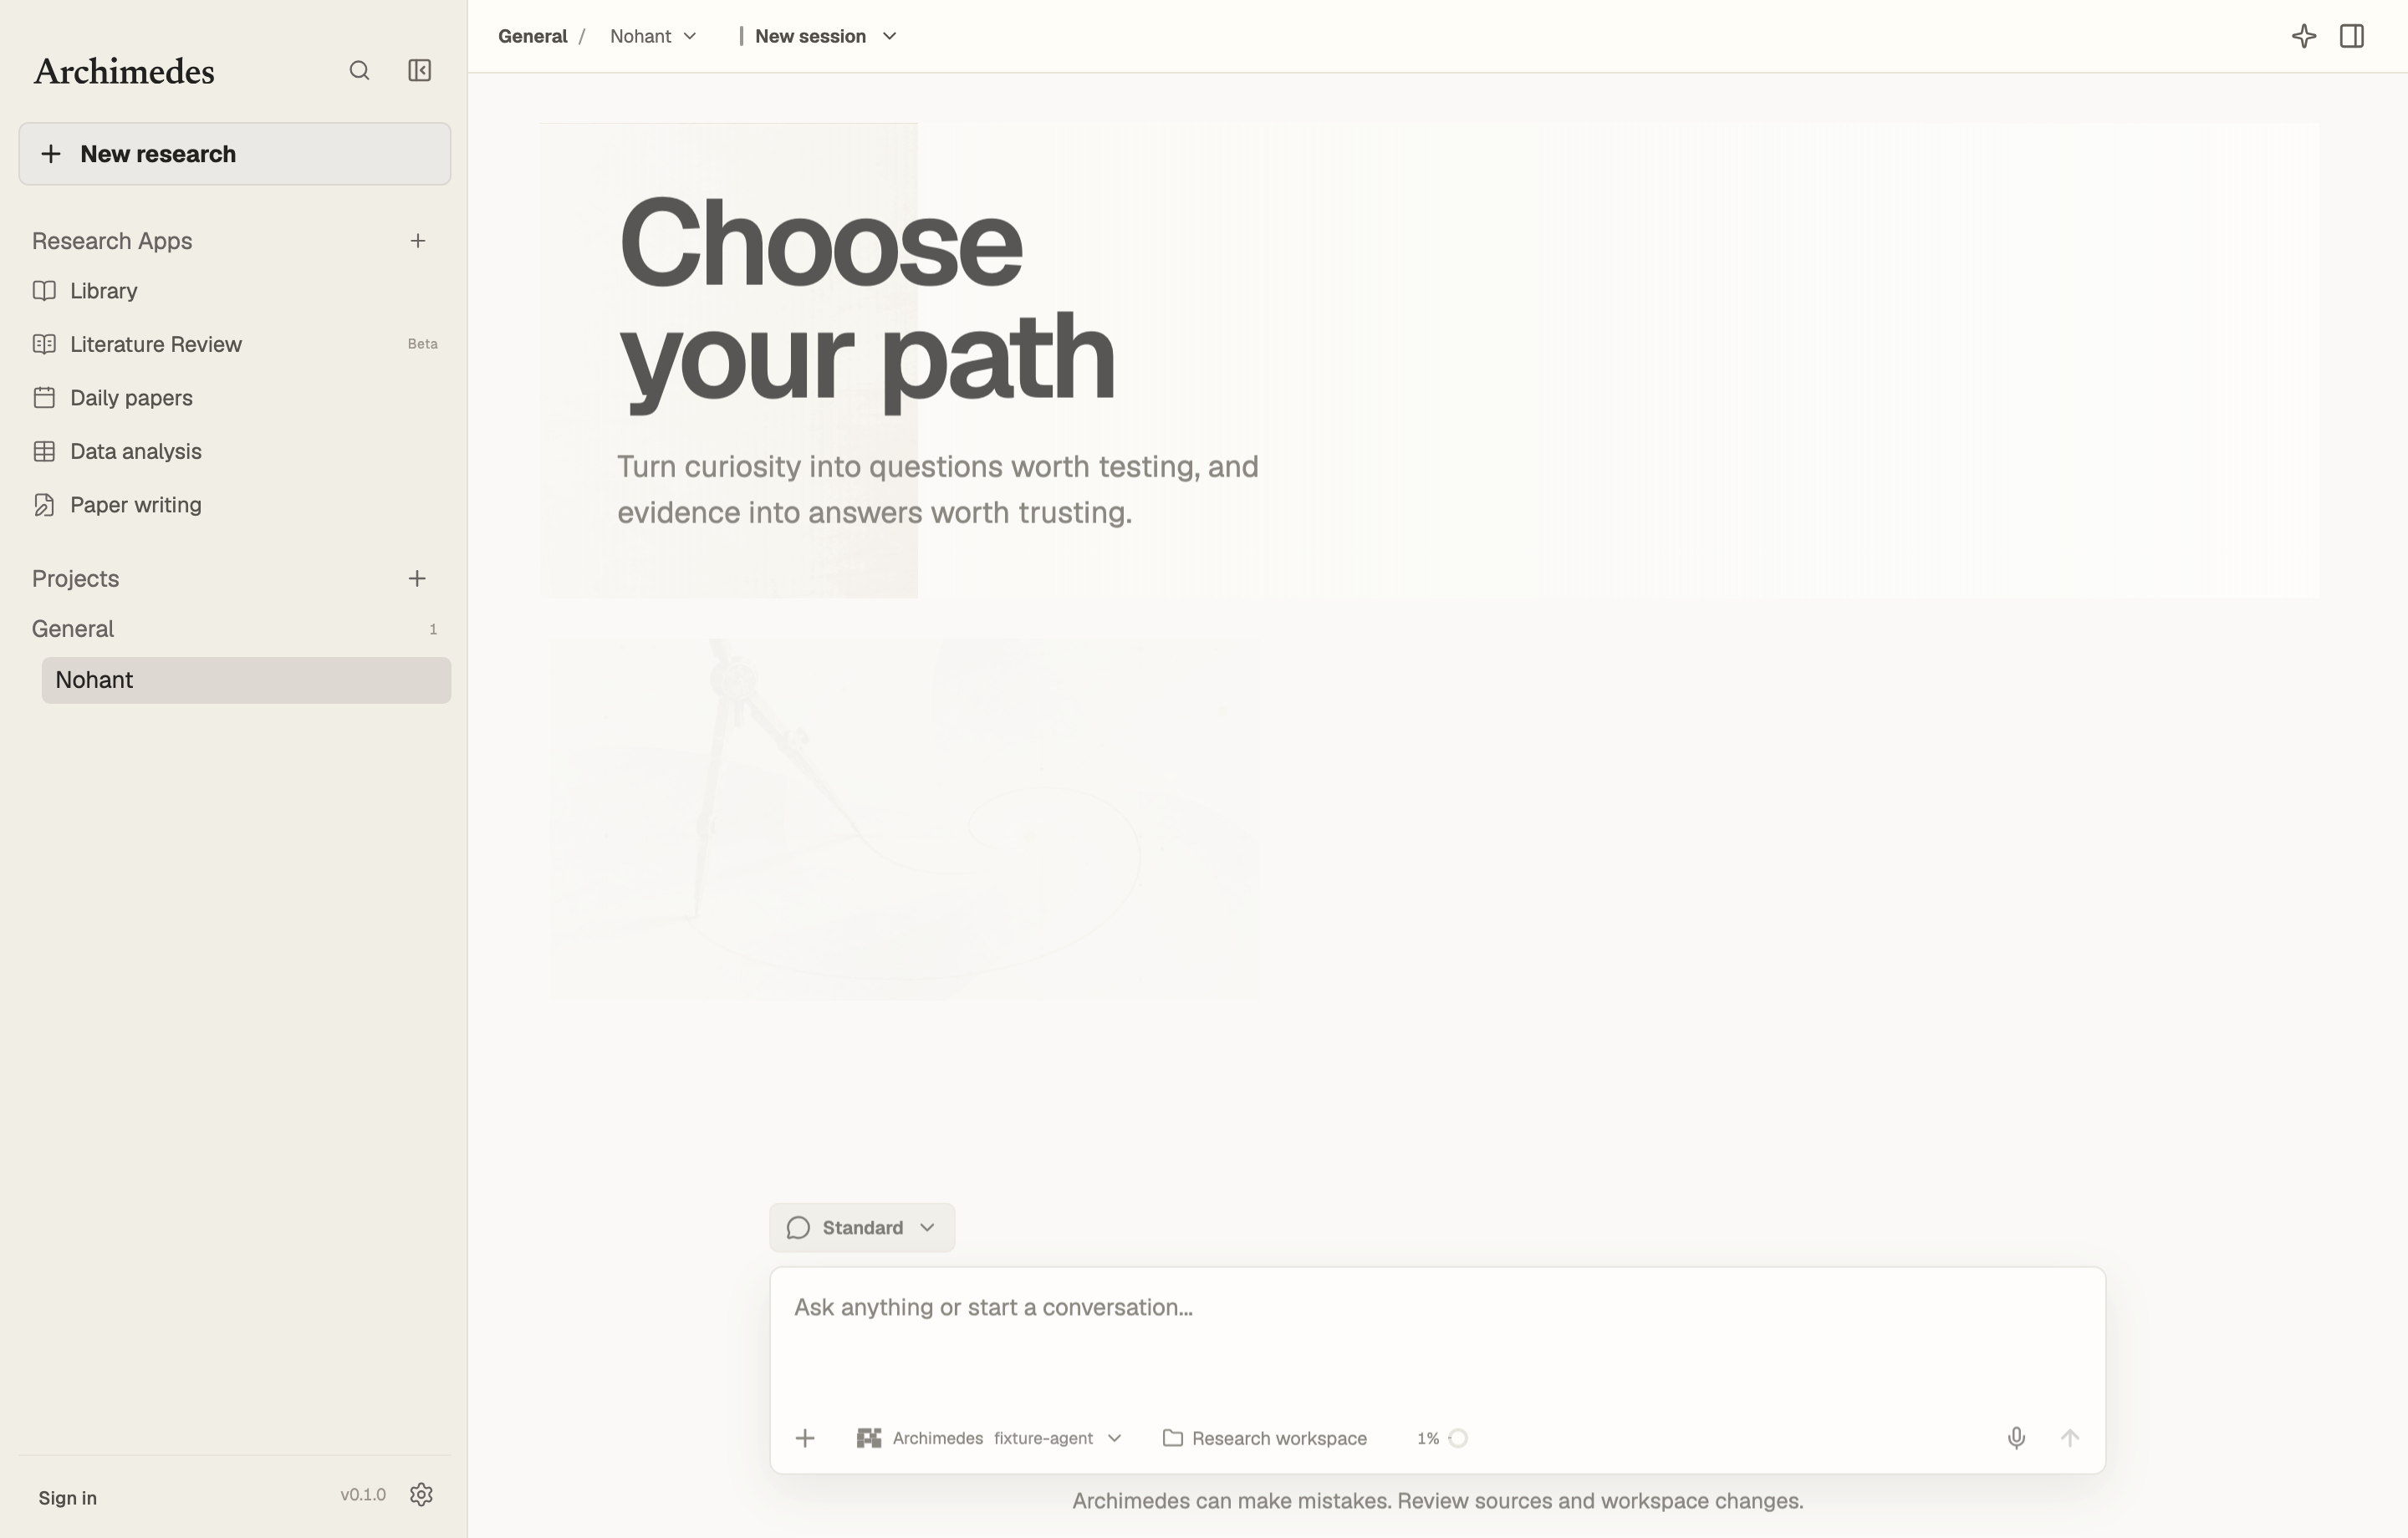 Archimedes
New research
Research Apps
Library
Literature Review Beta
Daily papers
Data analysis
Paper writing
Projects
General 1
Nohant
Sign in v0.1.0
General / Nohant New session
Choose
your path
Turn curiosity into questions worth testing, and
evidence into answers worth trusting.
Standard
Ask anything or start a conversation...
Archimedes fixture-agent Research workspace 1%
Archimedes can make mistakes. Review sources and workspace changes.